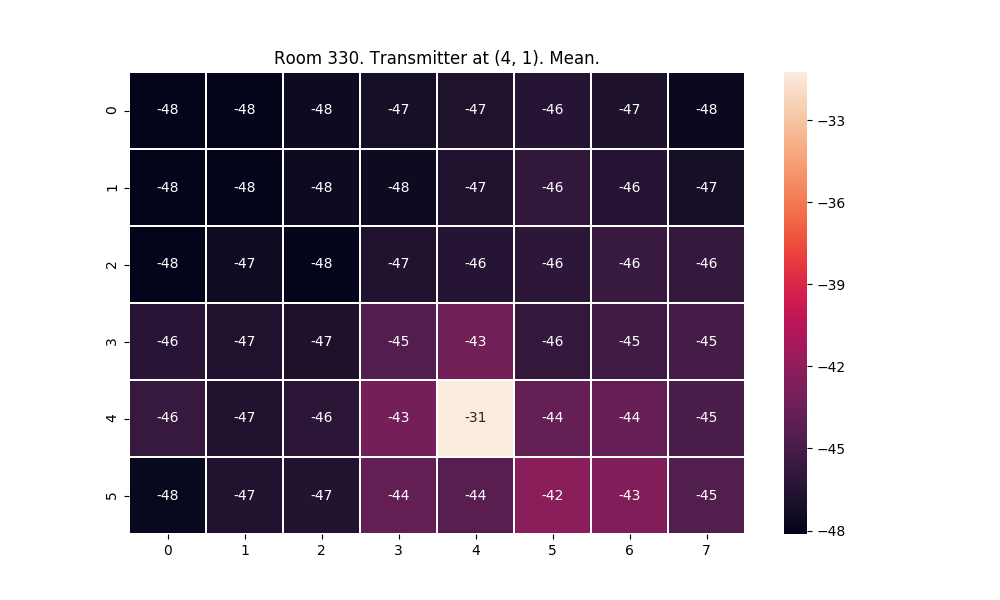 Room 330. Transmitter at (4, 1). Mean.
0 -48 -48 -48 -47 -47 -46 -47 -48
1 -48 -48 -48 -48 -47 -46 -46 -47
2 -48 -47 -48 -47 -46 -46 -46 -46
3 -46 -47 -47 -45 -43 -46 -45 -45
4 -46 -47 -46 -43 -31 -44 -44 -45
5 -48 -47 -47 -44 -44 -42 -43 -45
0 1 2 3 4 5 6 7
−33
−36
−39
−42
−45
−48